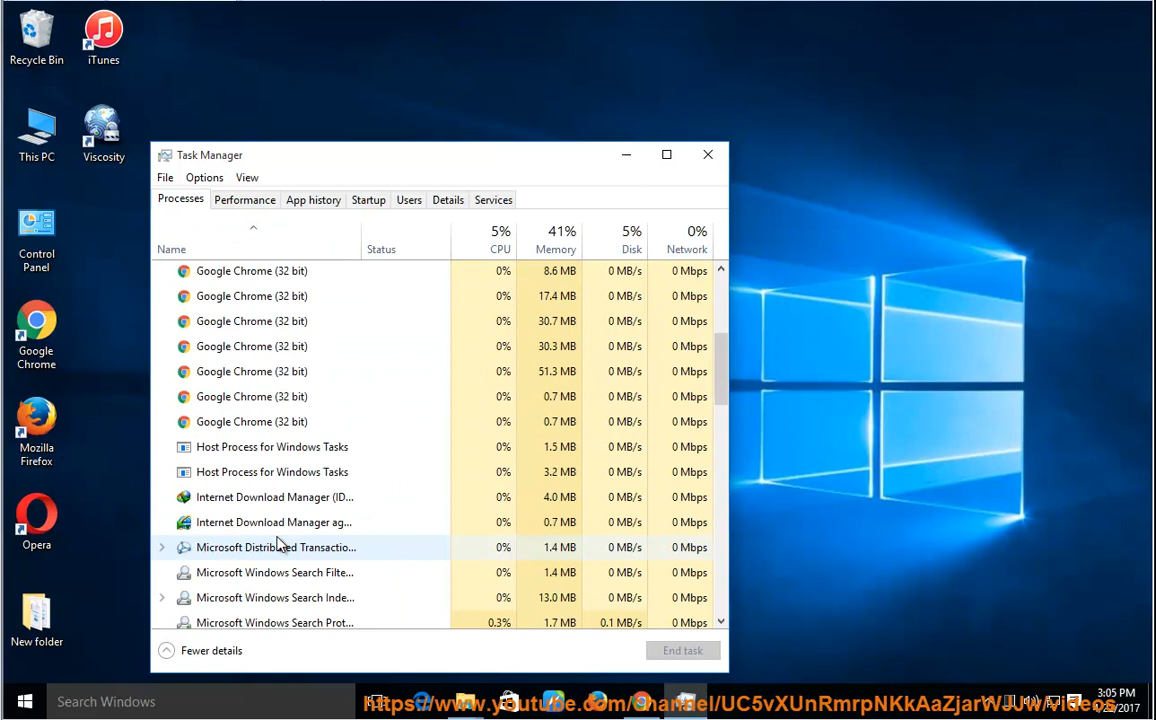 Recycle Bin
iTunes
This PC
Viscosity
Control
Panel
Google
Chrome
Mozilla
Firefox
Opera
New folder
Task Manager
File Options View
Processes Performance App history Startup Users Details Services
5% 41% 5% 0%
Name Status CPU Memory Disk Network
Google Chrome (32 bit) 0% 8.6 MB 0 MB/s 0 Mbps
Google Chrome (32 bit) 0% 17.4 MB 0 MB/s 0 Mbps
Google Chrome (32 bit) 0% 30.7 MB 0 MB/s 0 Mbps
Google Chrome (32 bit) 0% 30.3 MB 0 MB/s 0 Mbps
Google Chrome (32 bit) 0% 51.3 MB 0 MB/s 0 Mbps
Google Chrome (32 bit) 0% 0.7 MB 0 MB/s 0 Mbps
Google Chrome (32 bit) 0% 0.7 MB 0 MB/s 0 Mbps
Host Process for Windows Tasks 0% 1.5 MB 0 MB/s 0 Mbps
Host Process for Windows Tasks 0% 3.2 MB 0 MB/s 0 Mbps
Internet Download Manager (ID... 0% 4.0 MB 0 MB/s 0 Mbps
Internet Download Manager ag... 0% 0.7 MB 0 MB/s 0 Mbps
Microsoft Distributed Transactio... 0% 1.4 MB 0 MB/s 0 Mbps
Microsoft Windows Search Filte... 0% 1.4 MB 0 MB/s 0 Mbps
Microsoft Windows Search Inde... 0% 13.0 MB 0 MB/s 0 Mbps
Microsoft Windows Search Prot... 0.3% 1.7 MB 0.1 MB/s 0 Mbps
Fewer details End task
Search Windows
3:05 PM
4/23/2017